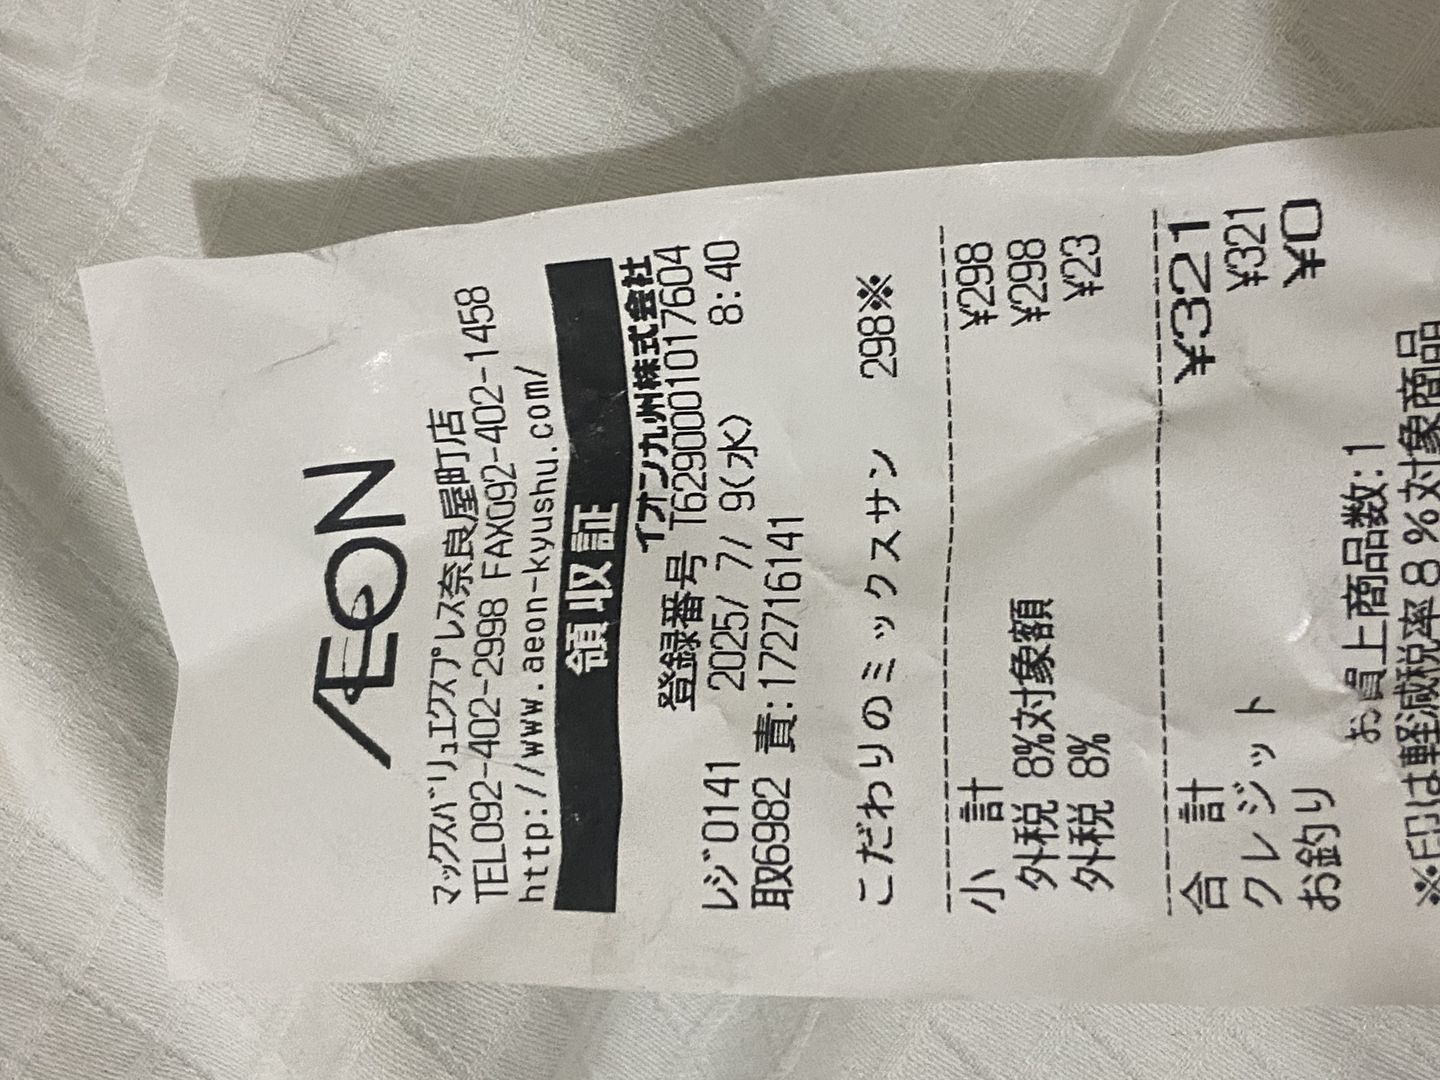 AEON
マックスバリュエクスプレス奈良屋町店
TEL092-402-2998 FAX092-402-1458
http://www.aeon-kyushu.com/
領収証
イオン九州株式会社
登録番号 T6290001017604
レジ0141 2025/ 7/ 9(水) 8:40
取6982 責:172716141
こだわりのミックスサン 298※
小 計 ¥298
外税 8%対象額 ¥298
外税 8% ¥23
合 計 ¥321
クレジット ¥321
お釣り ¥0
お買上商品数:1
※印は軽減税率8%対象商品